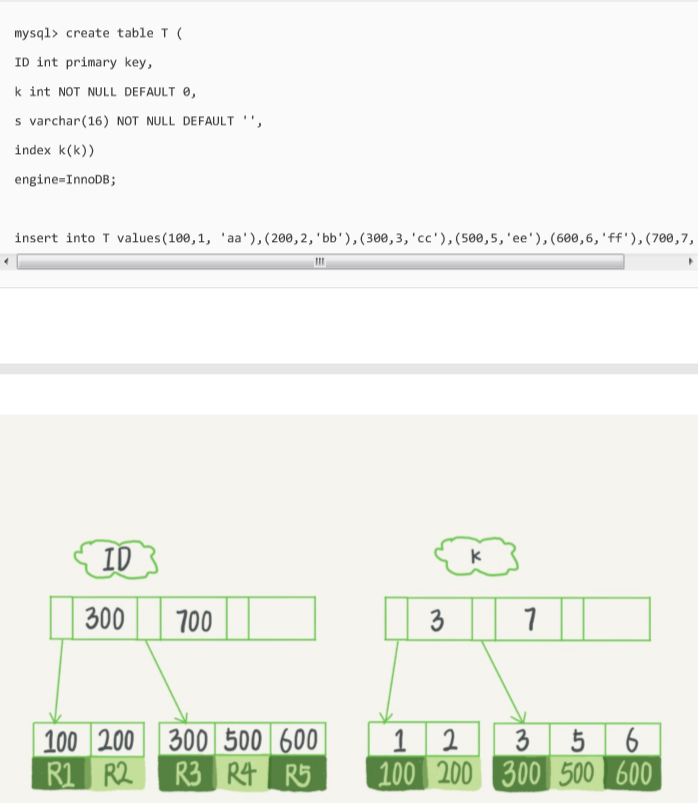 mysql> create table T (
ID int primary key,
k int NOT NULL DEFAULT 0,
s varchar(16) NOT NULL DEFAULT '',
index k(k))
engine=InnoDB;
insert into T values(100,1, 'aa'),(200,2,'bb'),(300,3,'cc'),(500,5,'ee'),(600,6,'ff'),(700,7,
ID k
300 700 3 7
100 200 300 500 600 1 2 3 5 6
R1 R2 R3 R4 R5 100 200 300 500 600